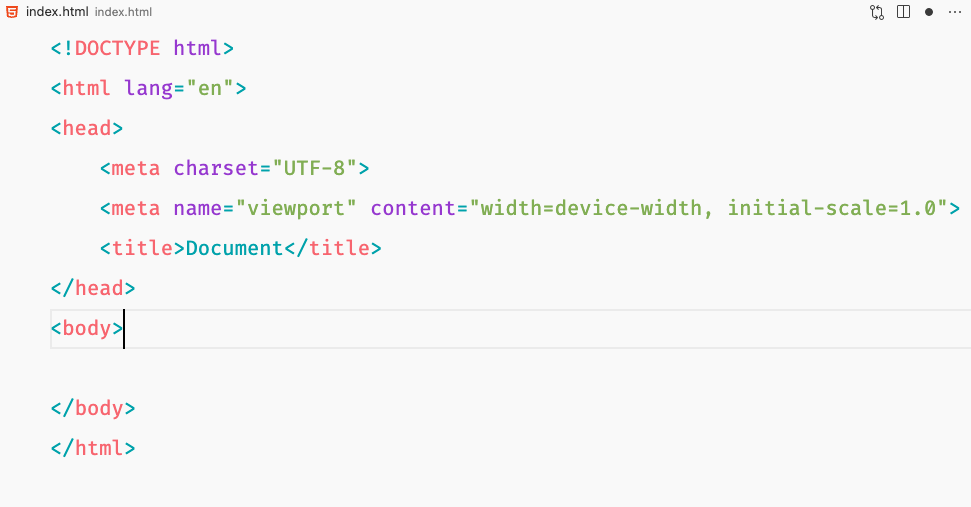 index.html index.html
<!DOCTYPE html>
<html lang="en">
<head>
    <meta charset="UTF-8">
    <meta name="viewport" content="width=device-width, initial-scale=1.0">
    <title>Document</title>
</head>
<body>

</body>
</html>